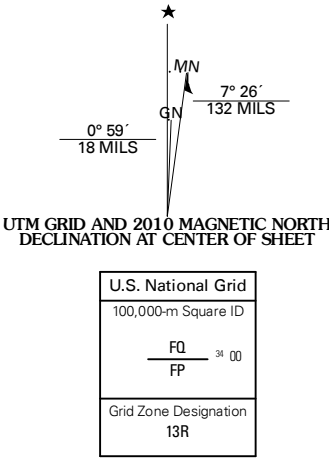 MN
GN
7° 26´
132 MILS
0° 59´
18 MILS
UTM GRID AND 2010 MAGNETIC NORTH
DECLINATION AT CENTER OF SHEET
U.S. National Grid
100,000-m Square ID
FQ
34 00
FP
Grid Zone Designation
13R